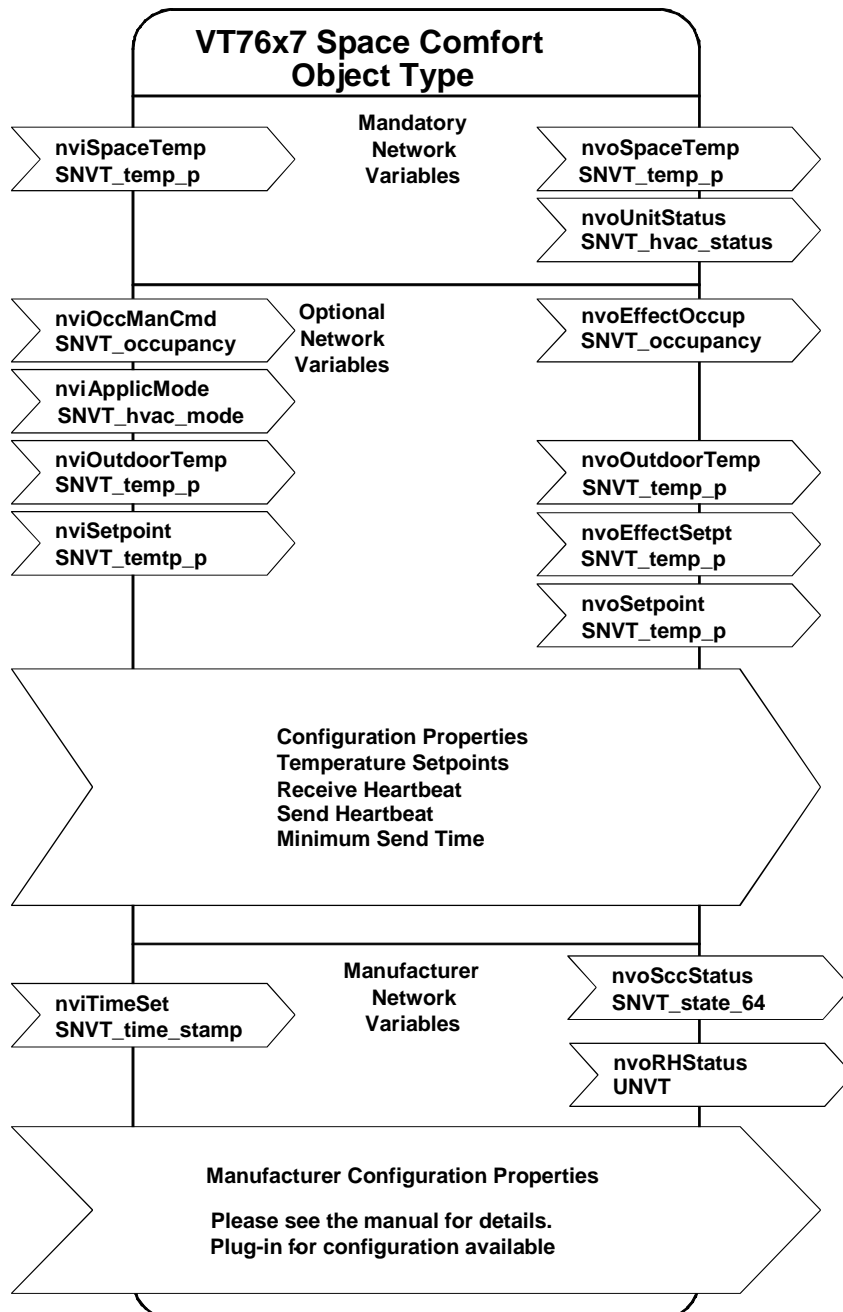 VT76x7 Space Comfort
Object Type
Mandatory
Network
Variables
nviSpaceTemp
SNVT_temp_p
nvoSpaceTemp
SNVT_temp_p
nvoUnitStatus
SNVT_hvac_status
Optional
Network
Variables
nviOccManCmd
SNVT_occupancy
nvoEffectOccup
SNVT_occupancy
nviApplicMode
SNVT_hvac_mode
nviOutdoorTemp
SNVT_temp_p
nvoOutdoorTemp
SNVT_temp_p
nviSetpoint
SNVT_temtp_p
nvoEffectSetpt
SNVT_temp_p
nvoSetpoint
SNVT_temp_p
Configuration Properties
Temperature Setpoints
Receive Heartbeat
Send Heartbeat
Minimum Send Time
Manufacturer
Network
Variables
nviTimeSet
SNVT_time_stamp
nvoSccStatus
SNVT_state_64
nvoRHStatus
UNVT
Manufacturer Configuration Properties
Please see the manual for details.
Plug-in for configuration available